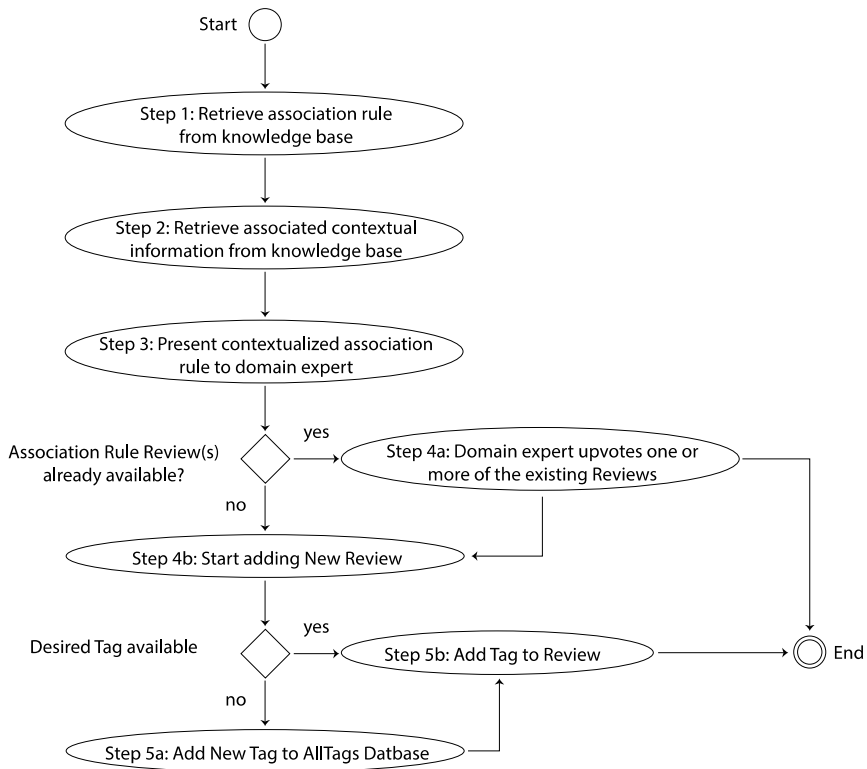 Start
Step 1: Retrieve association rule
from knowledge base
Step 2: Retrieve associated contextual
information from knowledge base
Step 3: Present contextualized association
rule to domain expert
Association Rule Review(s)
already available?
yes
Step 4a: Domain expert upvotes one or
more of the existing Reviews
no
Step 4b: Start adding New Review
Desired Tag available
yes
Step 5b: Add Tag to Review
End
no
Step 5a: Add New Tag to AllTags Datbase